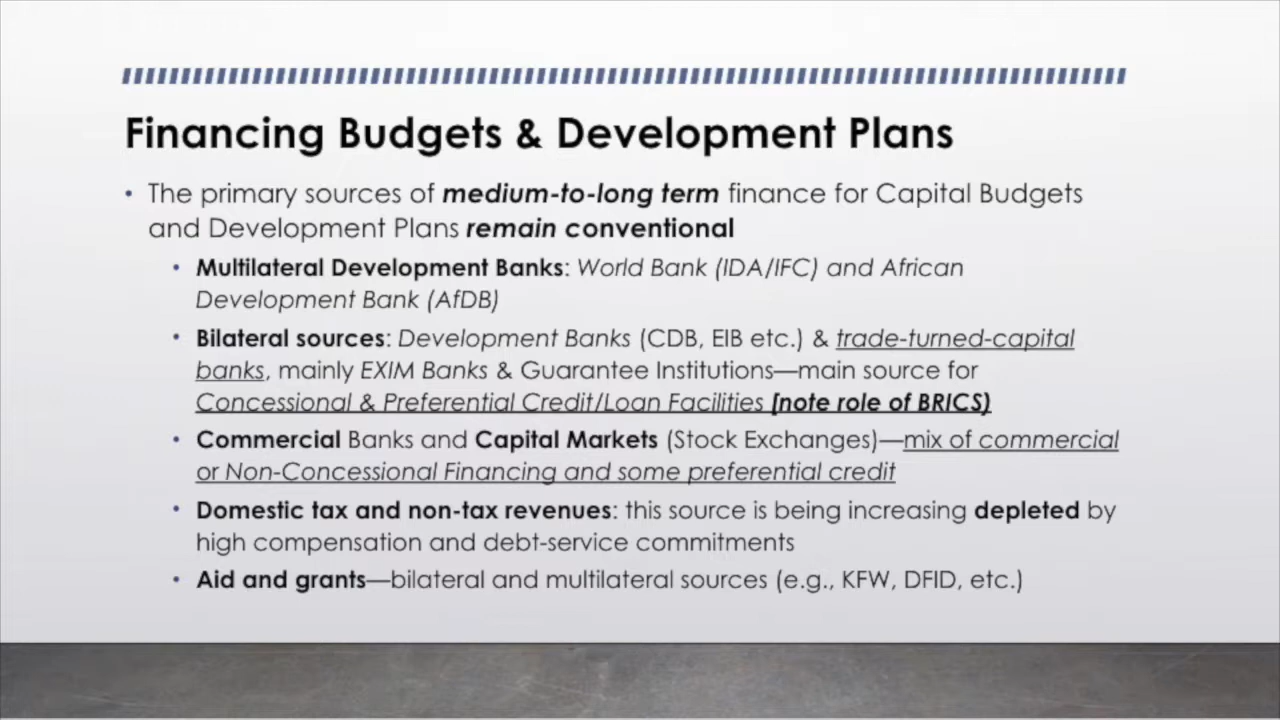 Financing Budgets & Development Plans
• The primary sources of medium-to-long term finance for Capital Budgets
and Development Plans remain conventional
• Multilateral Development Banks: World Bank (IDA/IFC) and African
Development Bank (AfDB)
• Bilateral sources: Development Banks (CDB, EIB etc.) & trade-turned-capital
banks, mainly EXIM Banks & Guarantee Institutions—main source for
Concessional & Preferential Credit/Loan Facilities [note role of BRICS)
• Commercial Banks and Capital Markets (Stock Exchanges)—mix of commercial
or Non-Concessional Financing and some preferential credit
• Domestic tax and non-tax revenues: this source is being increasing depleted by
high compensation and debt-service commitments
• Aid and grants—bilateral and multilateral sources (e.g., KFW, DFID, etc.)